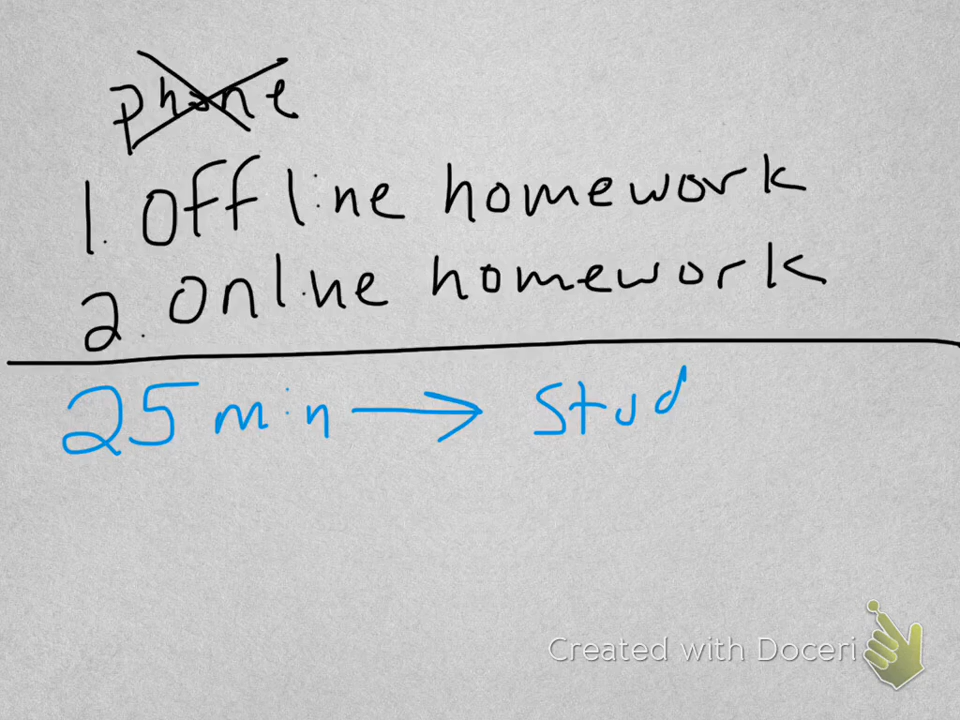 phone
1. Offline homework
2. Online homework
25 min → Stud
Created with Doceri